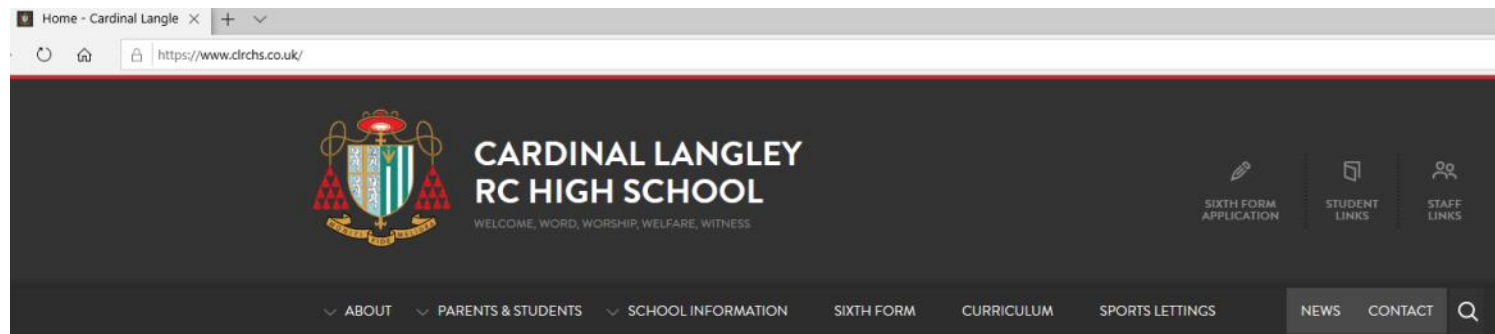 Home - Cardinal Langle
https://www.clrchs.co.uk/
CARDINAL LANGLEY
RC HIGH SCHOOL
WELCOME, WORD, WORSHIP, WELFARE, WITNESS
SIXTH FORM
APPLICATION
STUDENT
LINKS
STAFF
LINKS
ABOUT PARENTS & STUDENTS SCHOOL INFORMATION SIXTH FORM CURRICULUM SPORTS LETTINGS NEWS CONTACT